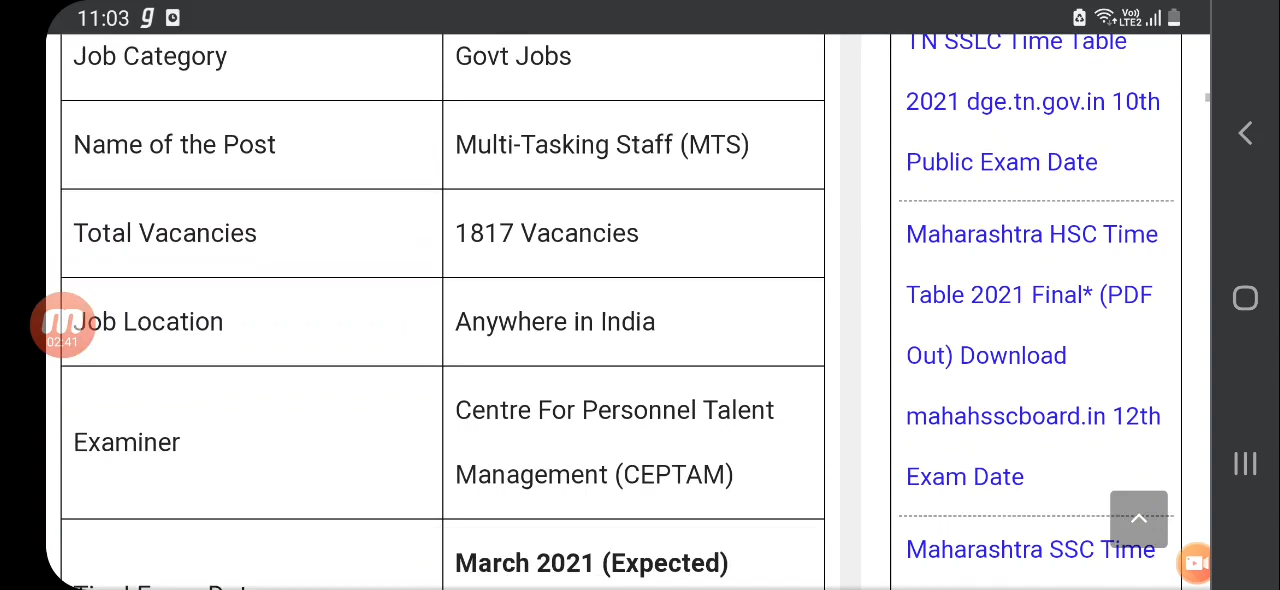 11:03
Vo))
LTE2
Job Category
Govt Jobs
Name of the Post
Multi-Tasking Staff (MTS)
Total Vacancies
1817 Vacancies
02:41
Job Location
Anywhere in India
Examiner
Centre For Personnel Talent
Management (CEPTAM)
March 2021 (Expected)
TN SSLC Time Table
2021 dge.tn.gov.in 10th
Public Exam Date
Maharashtra HSC Time
Table 2021 Final* (PDF
Out) Download
mahahsscboard.in 12th
Exam Date
Maharashtra SSC Time